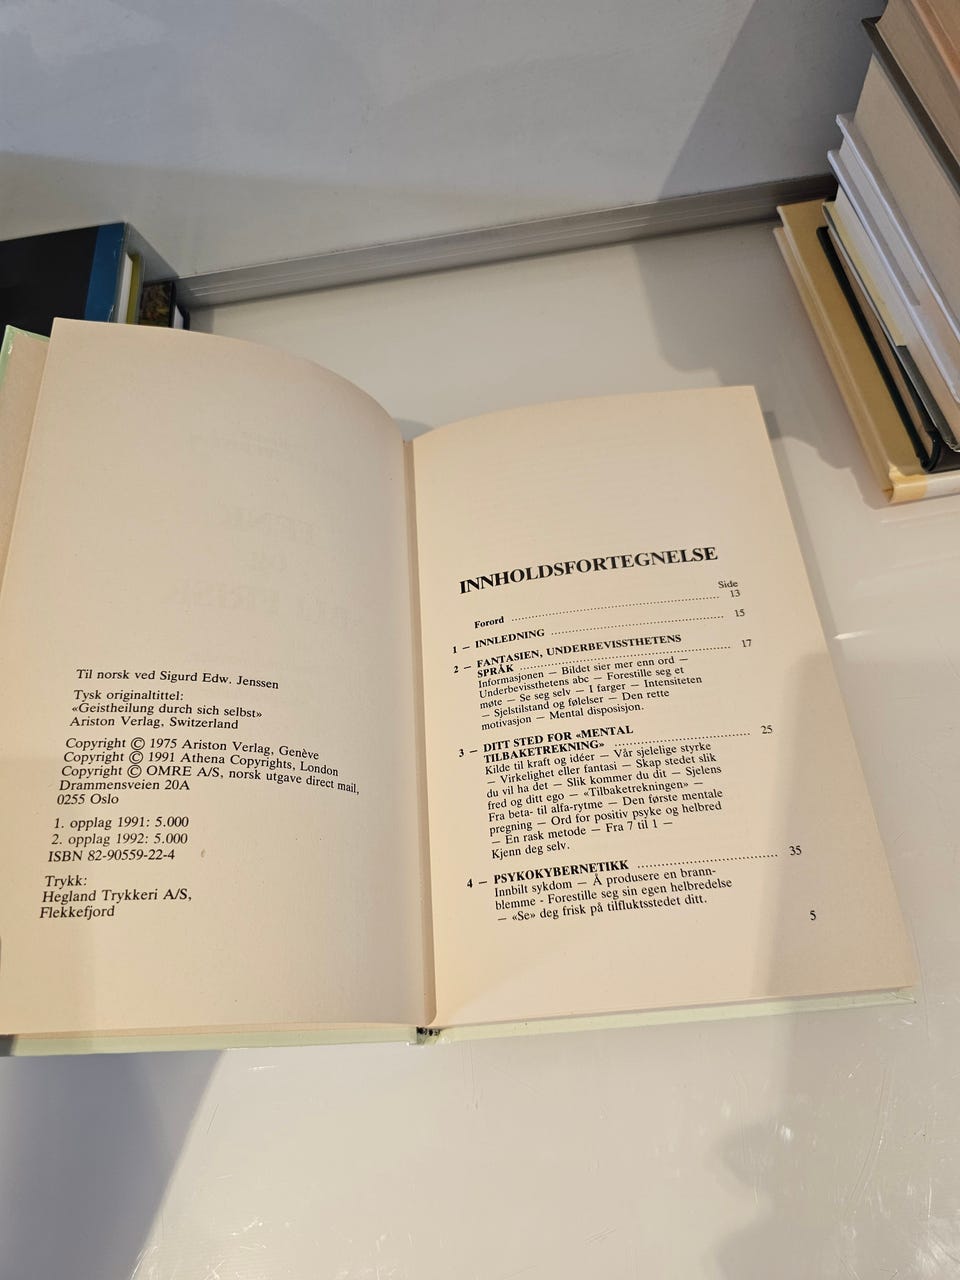 Til norsk ved Sigurd Edw. Jenssen
Tysk originaltittel:
«Geistheilung durch sich selbst»
Ariston Verlag, Switzerland
Copyright © 1975 Ariston Verlag, Genève
Copyright © 1991 Athena Copyrights, London
Copyright © OMRE A/S, norsk utgave direct mail,
Drammensveien 20A
0255 Oslo
1. opplag 1991: 5.000
2. opplag 1992: 5.000
ISBN 82-90559-22-4
Trykk:
Hegland Trykkeri A/S,
Flekkefjord
INNHOLDSFORTEGNELSE
Side
Forord ........ 13
1 – INNLEDNING ........ 15
2 – FANTASIEN, UNDERBEVISSTHETENS
SPRÅK ........ 17
Informasjonen — Bildet sier mer enn ord —
Underbevissthetens abc — Forestille seg et
møte — Se seg selv — I farger — Intensiteten
— Sjelstilstand og følelser — Den rette
motivasjon — Mental disposisjon.
3 – DITT STED FOR «MENTAL
TILBAKETREKNING» ........ 25
Kilde til kraft og idéer — Vår sjelelige styrke
— Virkelighet eller fantasi — Skap stedet slik
du vil ha det — Slik kommer du dit — Sjelens
fred og ditt ego — «Tilbaketrekningen» —
Fra beta- til alfa-rytme — Den første mentale
pregning — Ord for positiv psyke og helbred
— En rask metode — Fra 7 til 1 —
Kjenn deg selv.
4 – PSYKOKYBERNETIKK ........ 35
Innbilt sykdom — Å produsere en brann-
blemme - Forestille seg sin egen helbredelse
— «Se» deg frisk på tilfluktsstedet ditt.
5